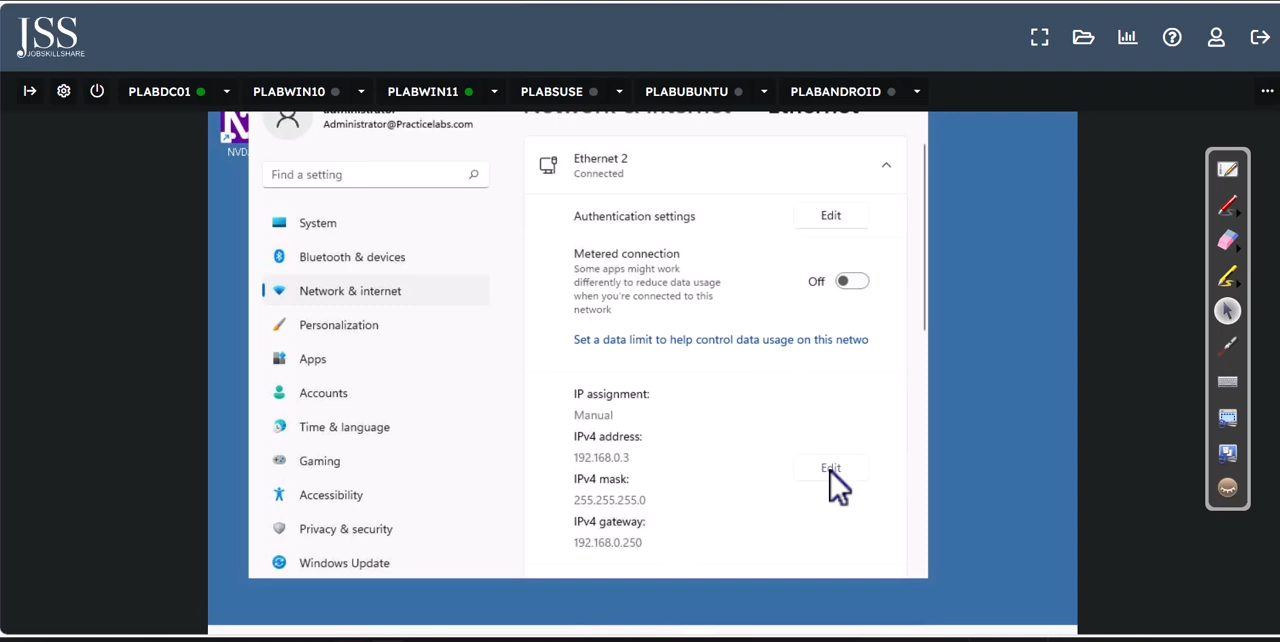 JSS
JOBSKILLSHARE
PLABDC01
PLABWIN10
PLABWIN11
PLABSUSE
PLABUBUNTU
PLABANDROID
Administrator@Practicelabs.com
NVD
Find a setting
System
Bluetooth & devices
Network & internet
Personalization
Apps
Accounts
Time & language
Gaming
Accessibility
Privacy & security
Windows Update
Ethernet 2
Connected
Authentication settings
Edit
Metered connection
Some apps might work
differently to reduce data usage
when you're connected to this
network
Off
Set a data limit to help control data usage on this netwo
IP assignment:
Manual
IPv4 address:
192.168.0.3
Edit
IPv4 mask:
255.255.255.0
IPv4 gateway:
192.168.0.250